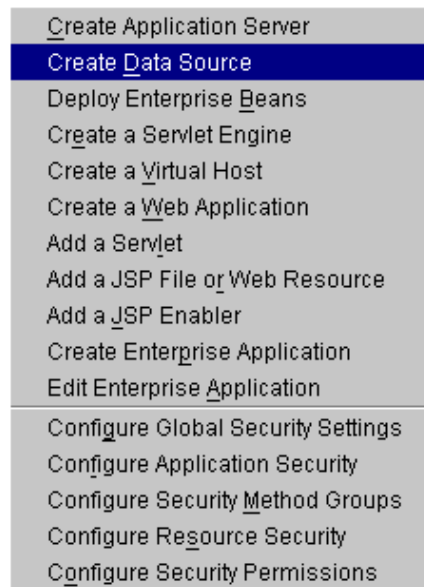 Create Application Server
Create Data Source
Deploy Enterprise Beans
Create a Servlet Engine
Create a Virtual Host
Create a Web Application
Add a Servlet
Add a JSP File or Web Resource
Add a JSP Enabler
Create Enterprise Application
Edit Enterprise Application
Configure Global Security Settings
Configure Application Security
Configure Security Method Groups
Configure Resource Security
Configure Security Permissions